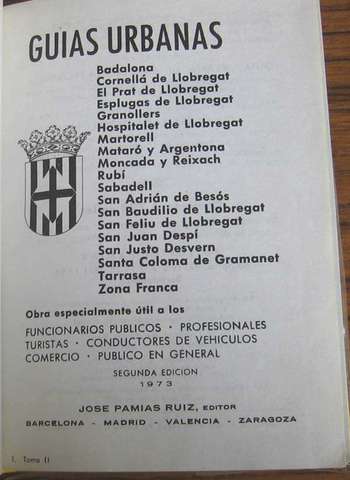 GUIAS URBANAS
Badalona
Cornellá de Llobregat
El Prat de Llobregat
Esplugas de Llobregat
Granollers
Hospitalet de Llobregat
Martorell
Mataró y Argentona
Moncada y Reixach
Rubí
Sabadell
San Adrián de Besós
San Baudilio de Llobregat
San Feliu de Llobregat
San Juan Despí
San Justo Desvern
Santa Coloma de Gramanet
Tarrasa
Zona Franca
Obra especialmente útil a los
FUNCIONARIOS PUBLICOS · PROFESIONALES
TURISTAS · CONDUCTORES DE VEHICULOS
COMERCIO · PUBLICO EN GENERAL
SEGUNDA EDICION
1973
JOSE PAMIAS RUIZ, EDITOR
BARCELONA - MADRID - VALENCIA - ZARAGOZA
I. Tomo II